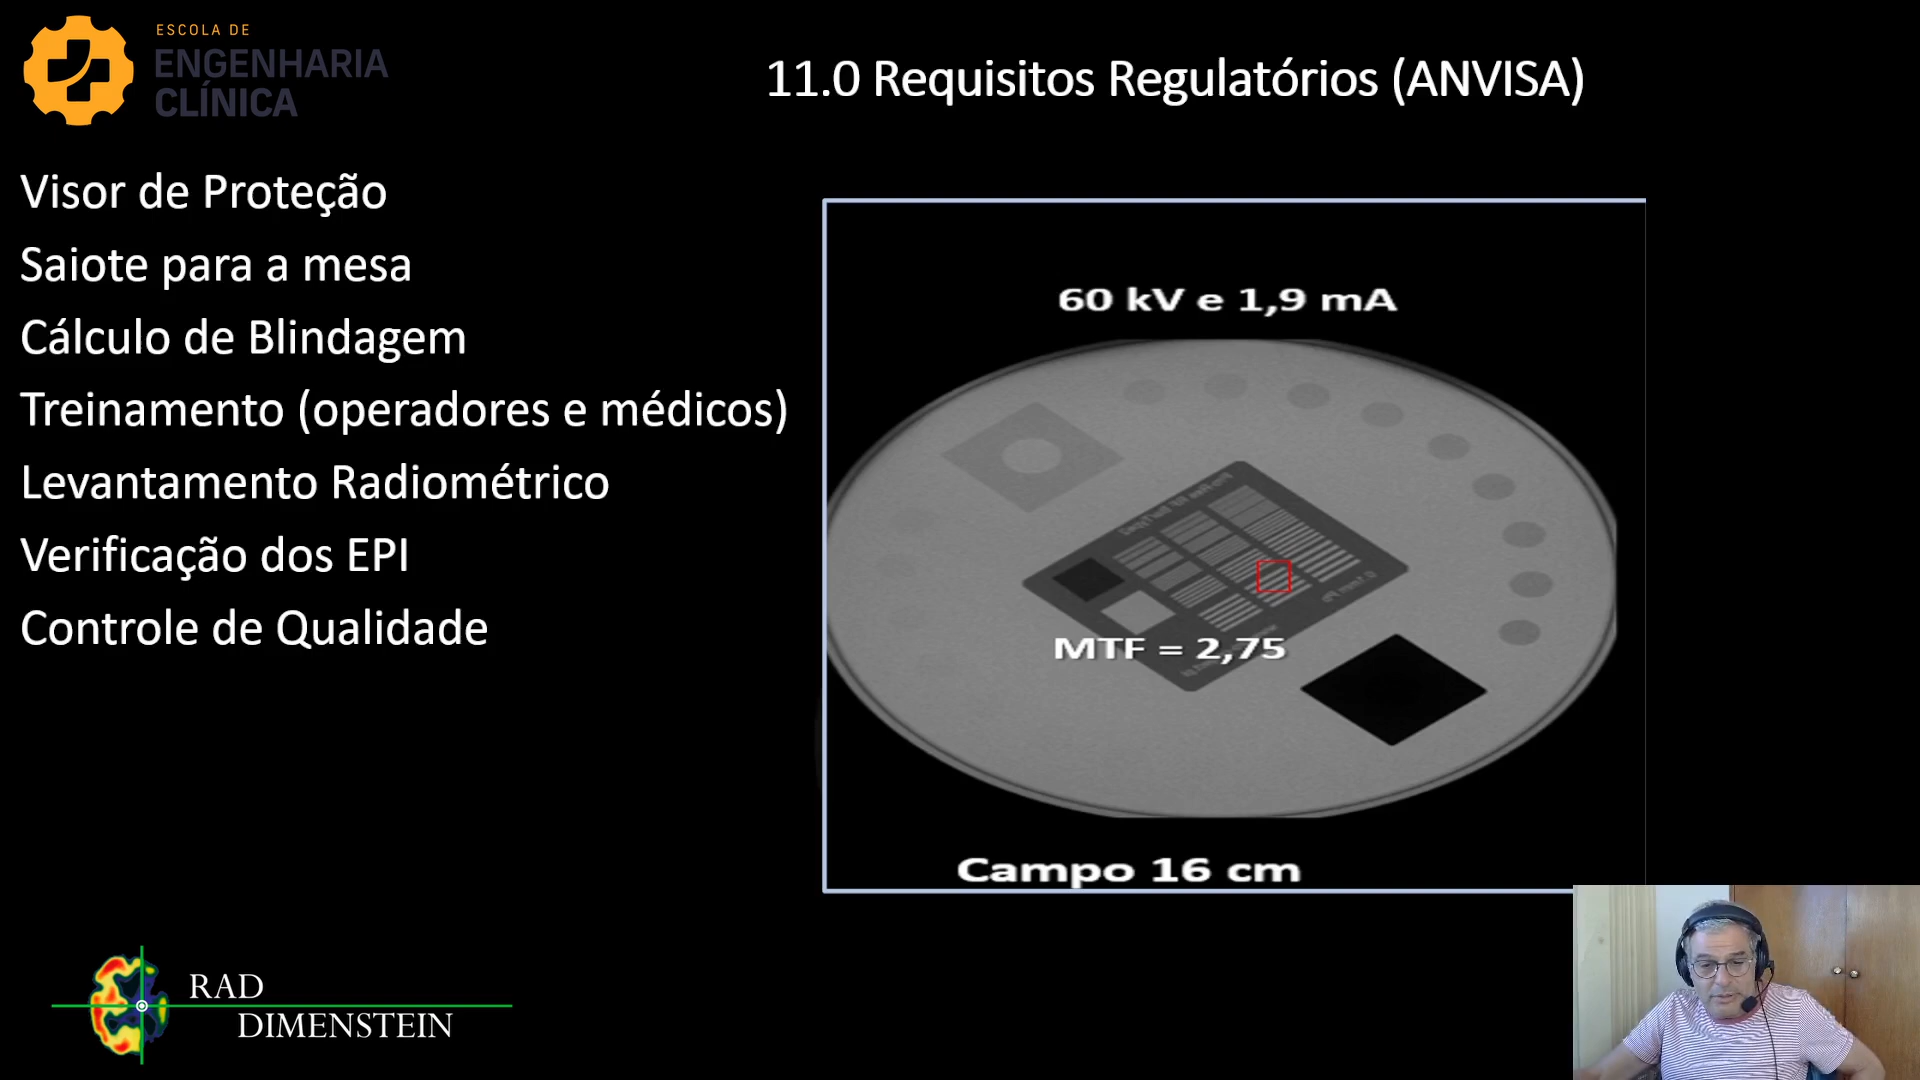 ESCOLA DE
ENGENHARIA
CLÍNICA
11.0 Requisitos Regulatórios (ANVISA)
Visor de Proteção
Saiote para a mesa
Cálculo de Blindagem
Treinamento (operadores e médicos)
Levantamento Radiométrico
Verificação dos EPI
Controle de Qualidade
60 kV e 1,9 mA
MTF = 2,75
Campo 16 cm
RAD
DIMENSTEIN